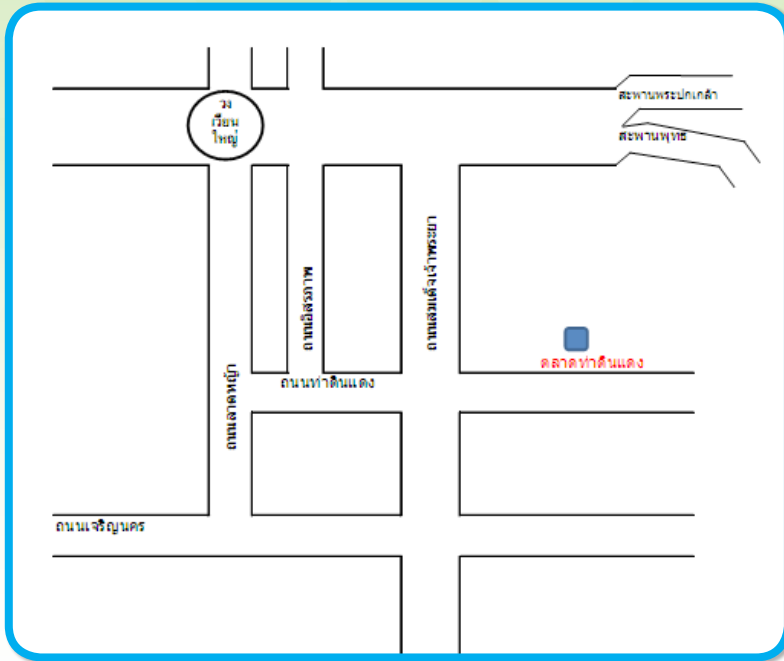 วง
เวียน
ใหญ่
สะพานพระปกเกล้า
สะพานพุทธ
ถนนอิสรภาพ
ถนนสมเด็จเจ้าพระยา
ตลาดท่าดินแดง
ถนนท่าดินแดง
ถนนลาดหญ้า
ถนนเจริญนคร